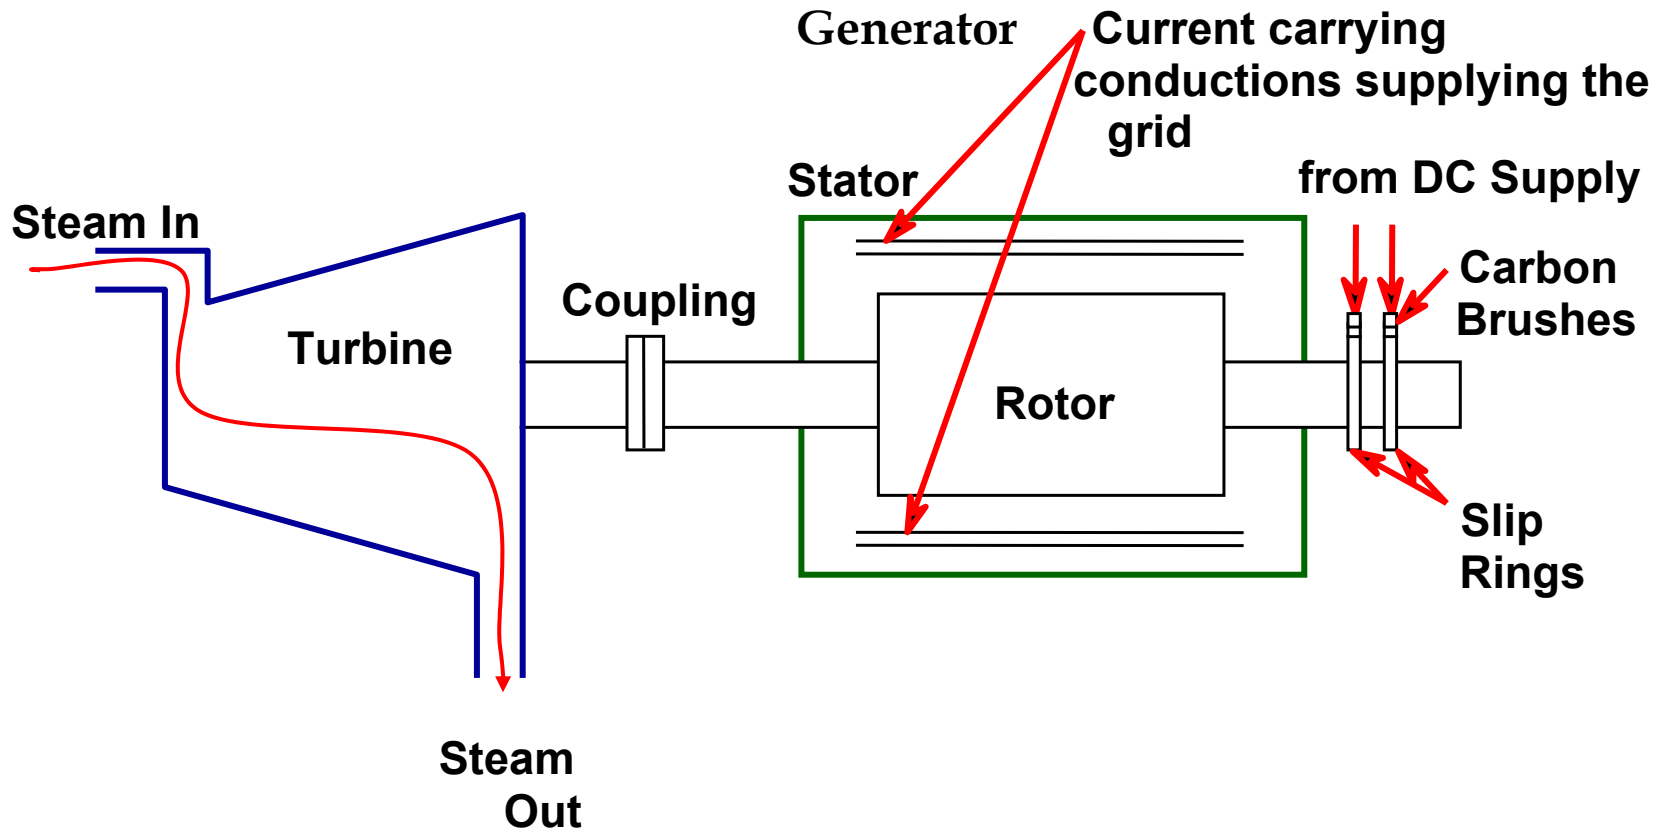 Generator
Current carrying
conductions supplying the
grid
Stator
from DC Supply
Steam In
Carbon
Brushes
Coupling
Turbine
Rotor
Slip
Rings
Steam
Out